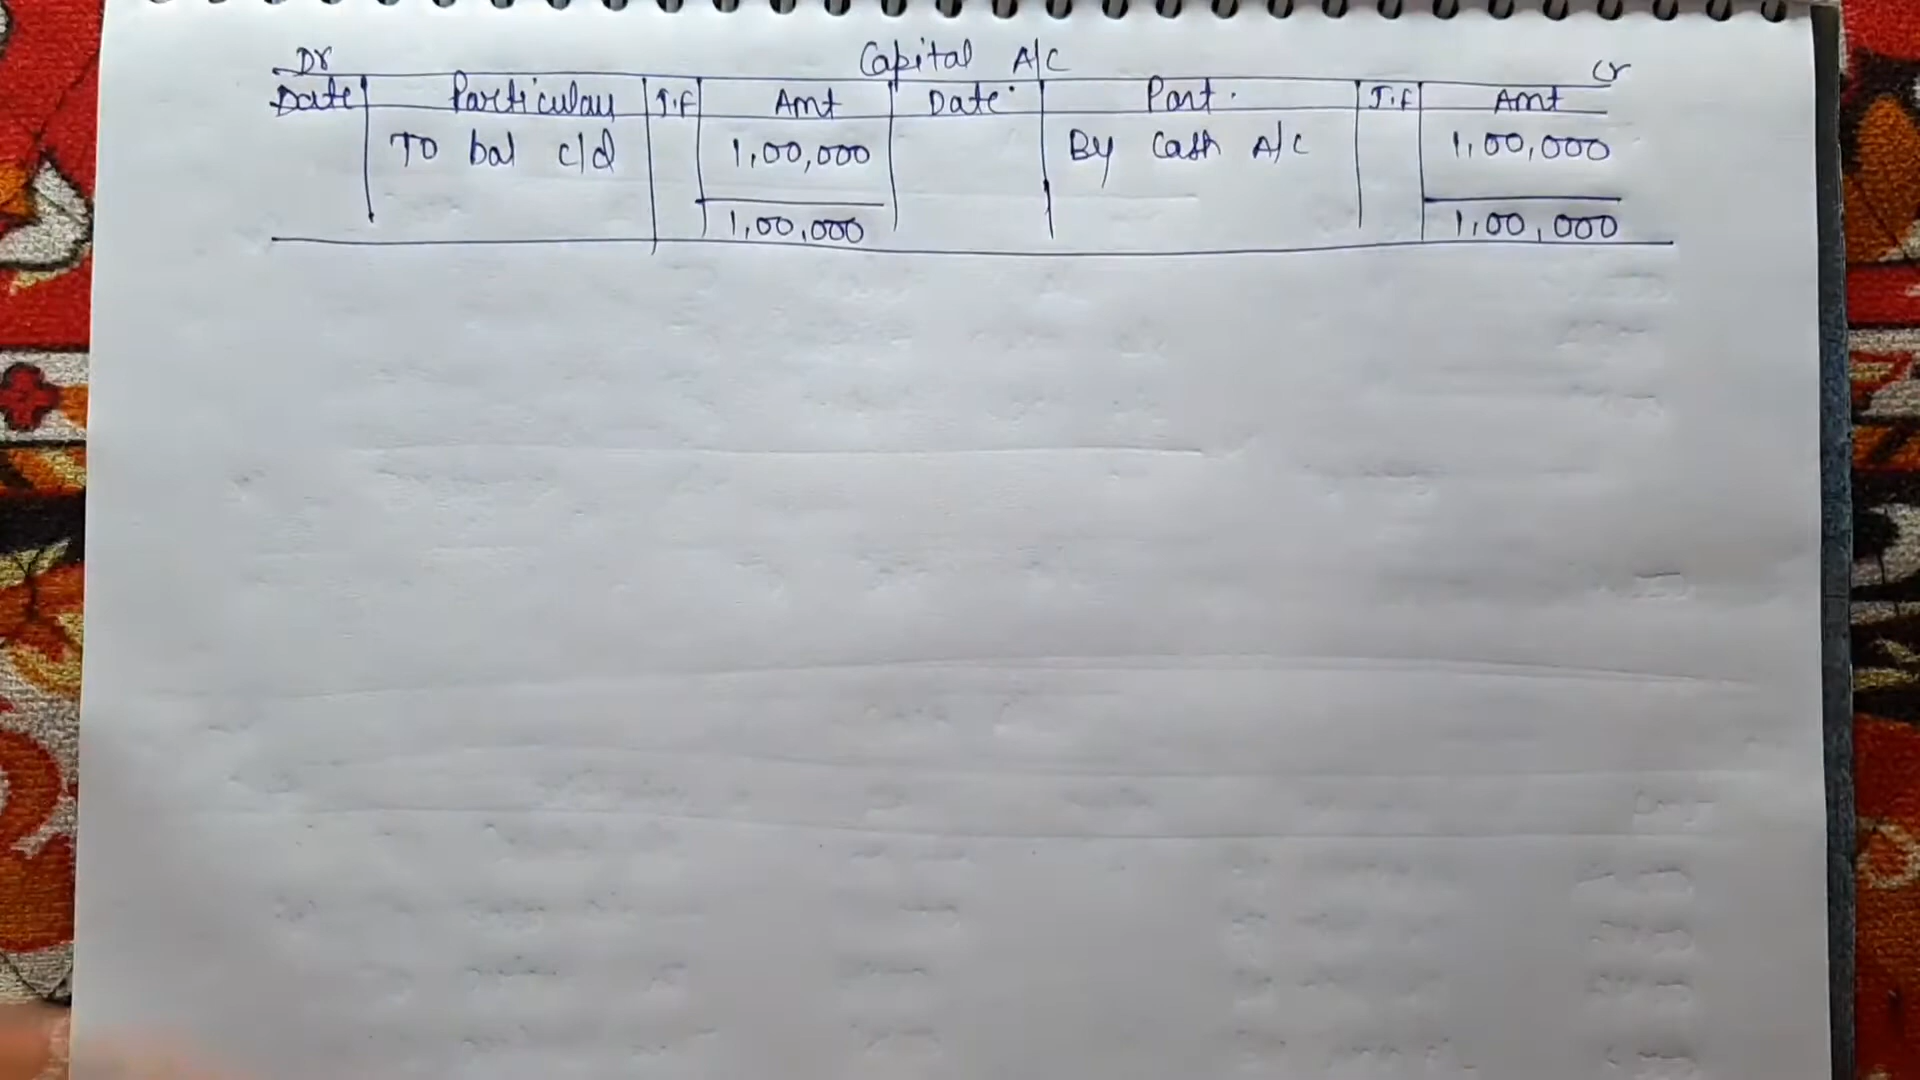 Dr Capital A/c Cr
Date Particulars J.F Amt Date Part. J.F Amt
To bal c/d 1,00,000 By Cash A/c 1,00,000
1,00,000 1,00,000